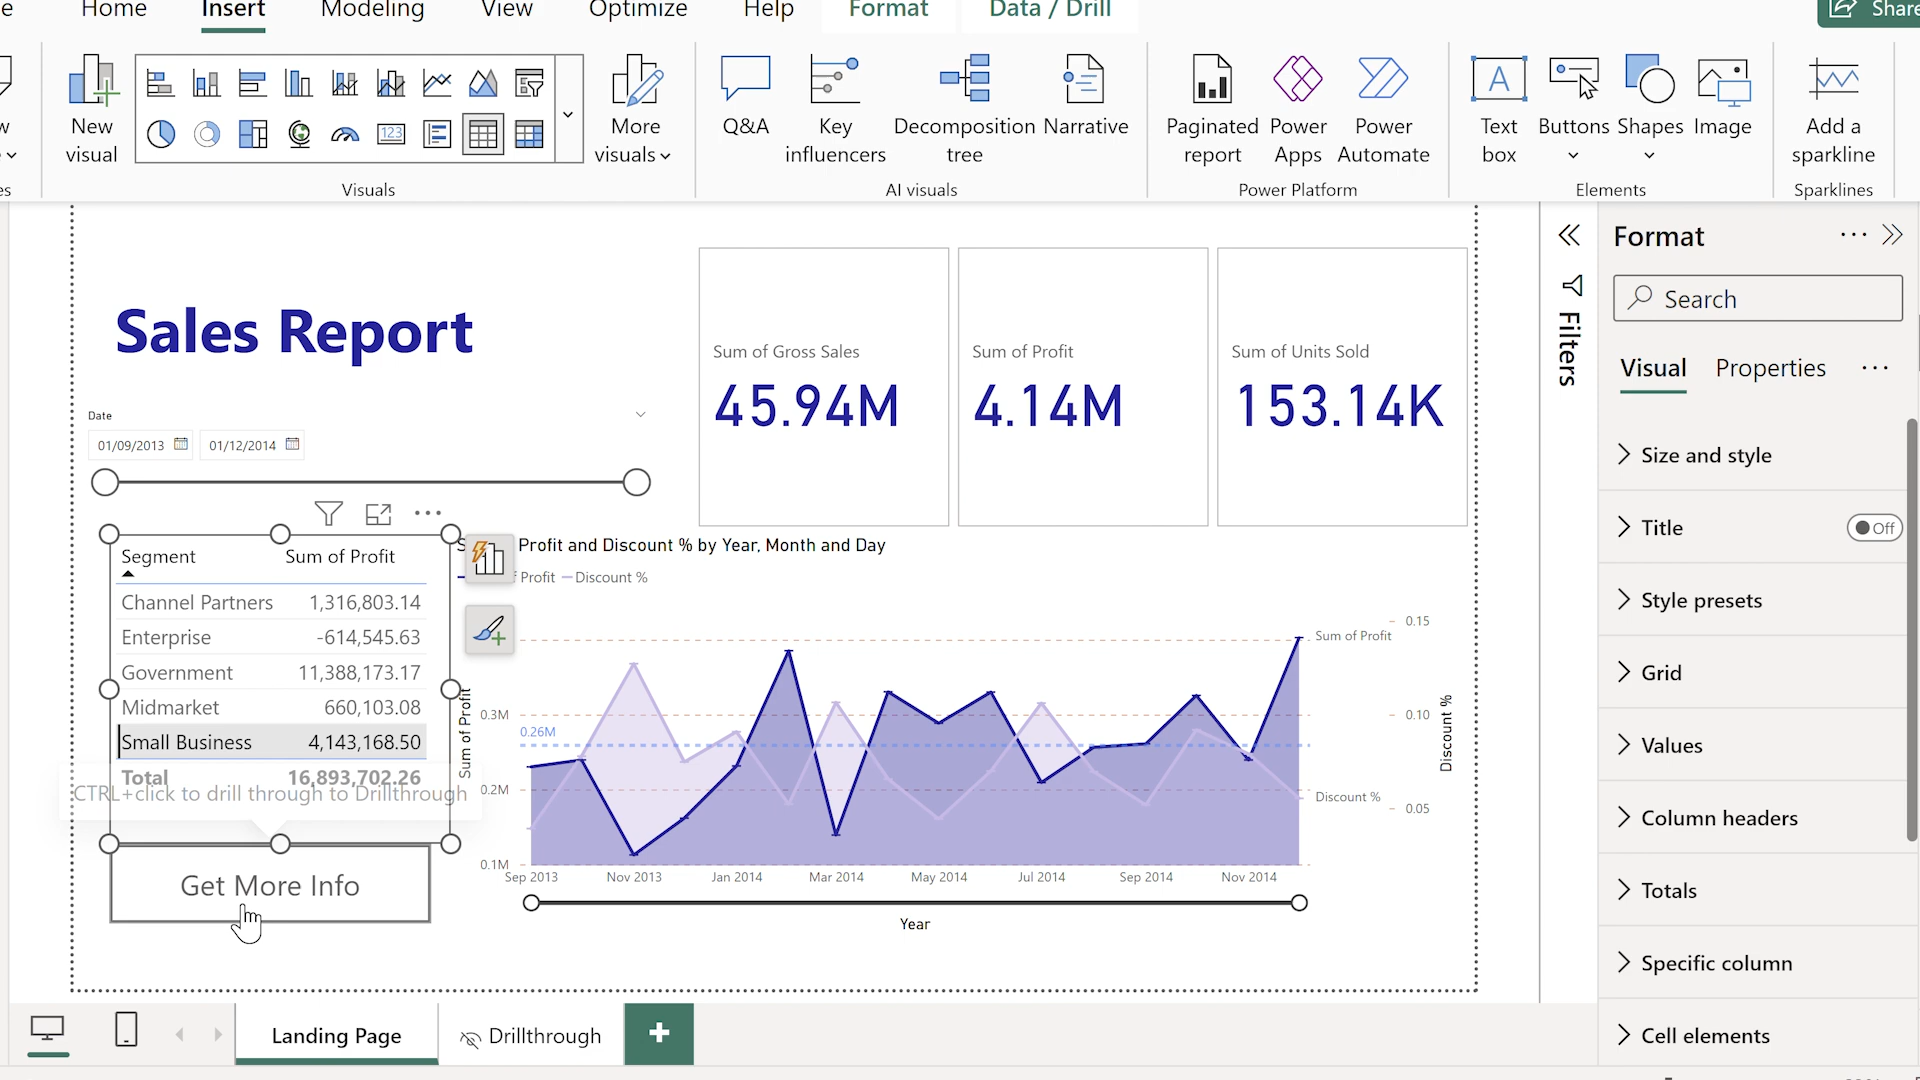 Home Insert Modeling View Optimize Help Format Data / Drill Share
New visual
More visuals
Q&A
Key influencers
Decomposition tree
Narrative
Paginated report
Power Apps
Power Automate
Text box
Buttons
Shapes
Image
Add a sparkline
123
A
Visuals
AI visuals
Power Platform
Elements
Sparklines
Sales Report
Date
01/09/2013
01/12/2014
Sum of Gross Sales
45.94M
Sum of Profit
4.14M
Sum of Units Sold
153.14K
Segment Sum of Profit
Channel Partners 1,316,803.14
Enterprise -614,545.63
Government 11,388,173.17
Midmarket 660,103.08
Small Business 4,143,168.50
Total 16,893,702.26
CTRL+click to drill through to Drillthrough
Get More Info
Profit and Discount % by Year, Month and Day
Profit Discount %
Sum of Profit
0.3M
0.26M
0.2M
0.1M
Sep 2013 Nov 2013 Jan 2014 Mar 2014 May 2014 Jul 2014 Sep 2014 Nov 2014
Year
Sum of Profit
Discount %
0.15
0.10
0.05
Discount %
Filters
Format
Search
Visual Properties
Size and style
Title Off
Style presets
Grid
Values
Column headers
Totals
Specific column
Cell elements
Landing Page
Drillthrough